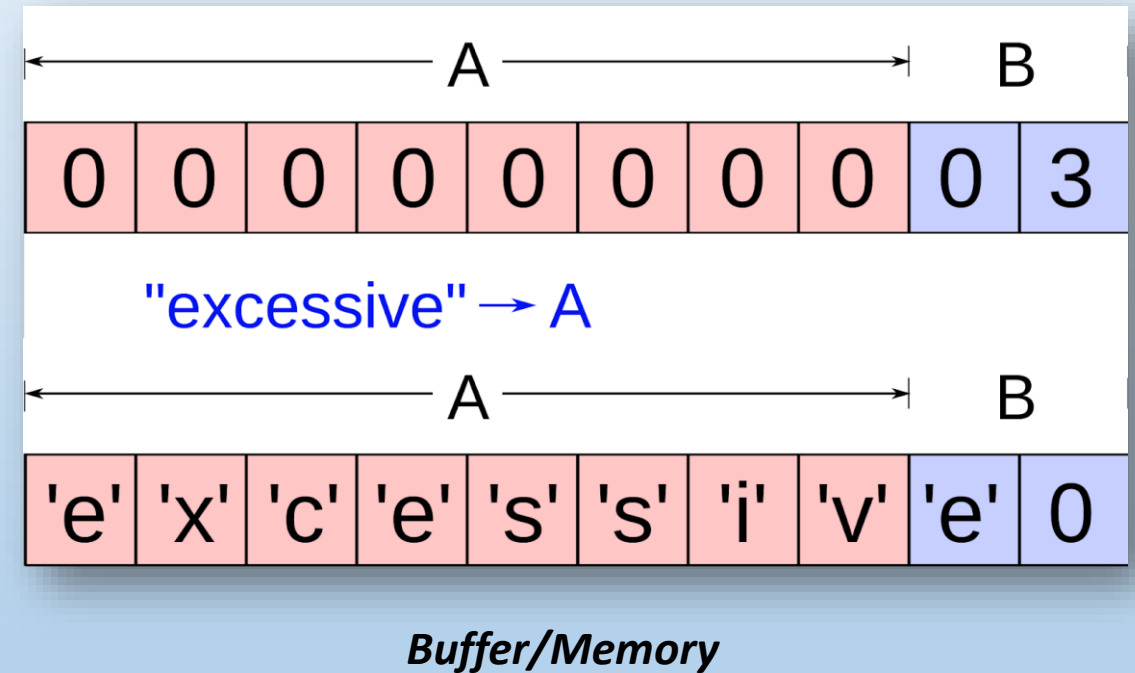 A B
0 0 0 0 0 0 0 0 0 3
"excessive" → A
A B
'e' 'x' 'c' 'e' 's' 's' 'i' 'v' 'e' 0
Buffer/Memory